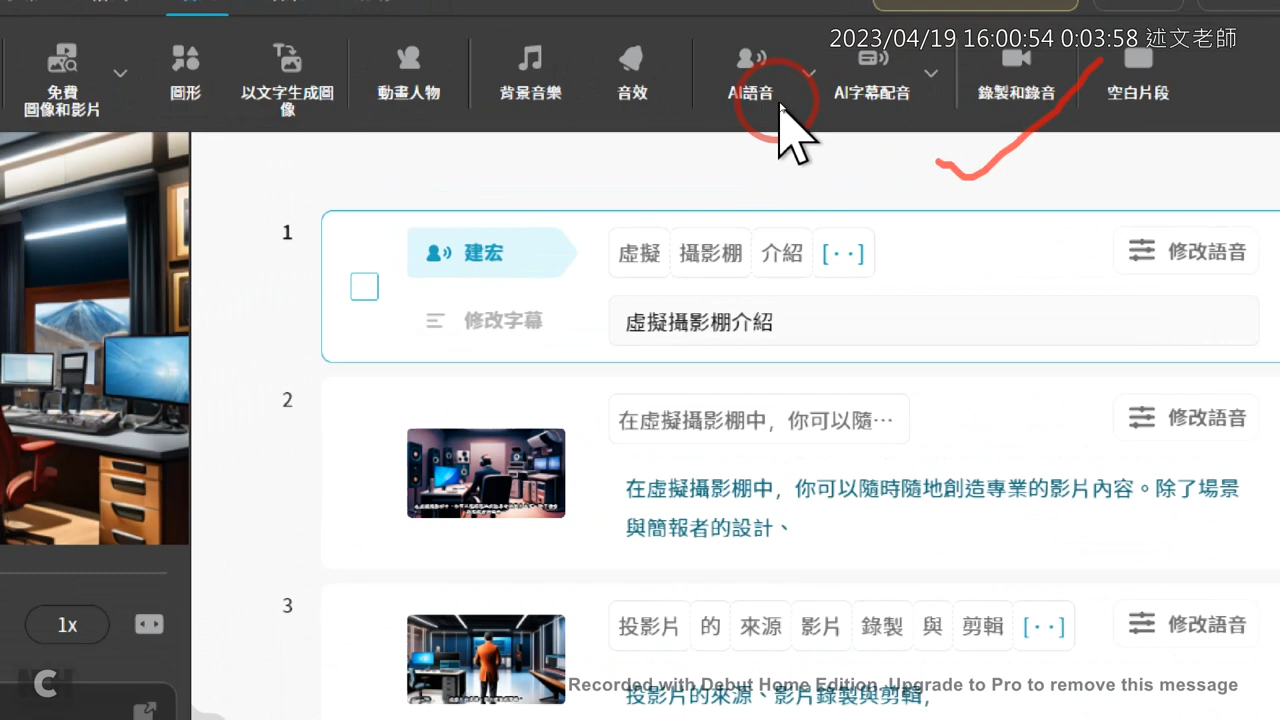 2023/04/19 16:00:54 0:03:58 述文老師
免費
圖像和影片
圖形
以文字生成圖
像
動畫人物
背景音樂
音效
AI語音
AI字幕配音
錄製和錄音
空白片段
1
建宏
虛擬 攝影棚 介紹 [··]
修改語音
修改字幕
虛擬攝影棚介紹
2
在虛擬攝影棚中，你可以隨⋯
修改語音
在虛擬攝影棚中，你可以隨時隨地創造專業的影片內容。除了場景
與簡報者的設計、
3
投影片 的 來源 影片 錄製 與 剪輯 [··]
修改語音
投影片的來源、影片錄製與剪輯，
1x
C
Recorded with Debut Home Edition. Upgrade to Pro to remove this message